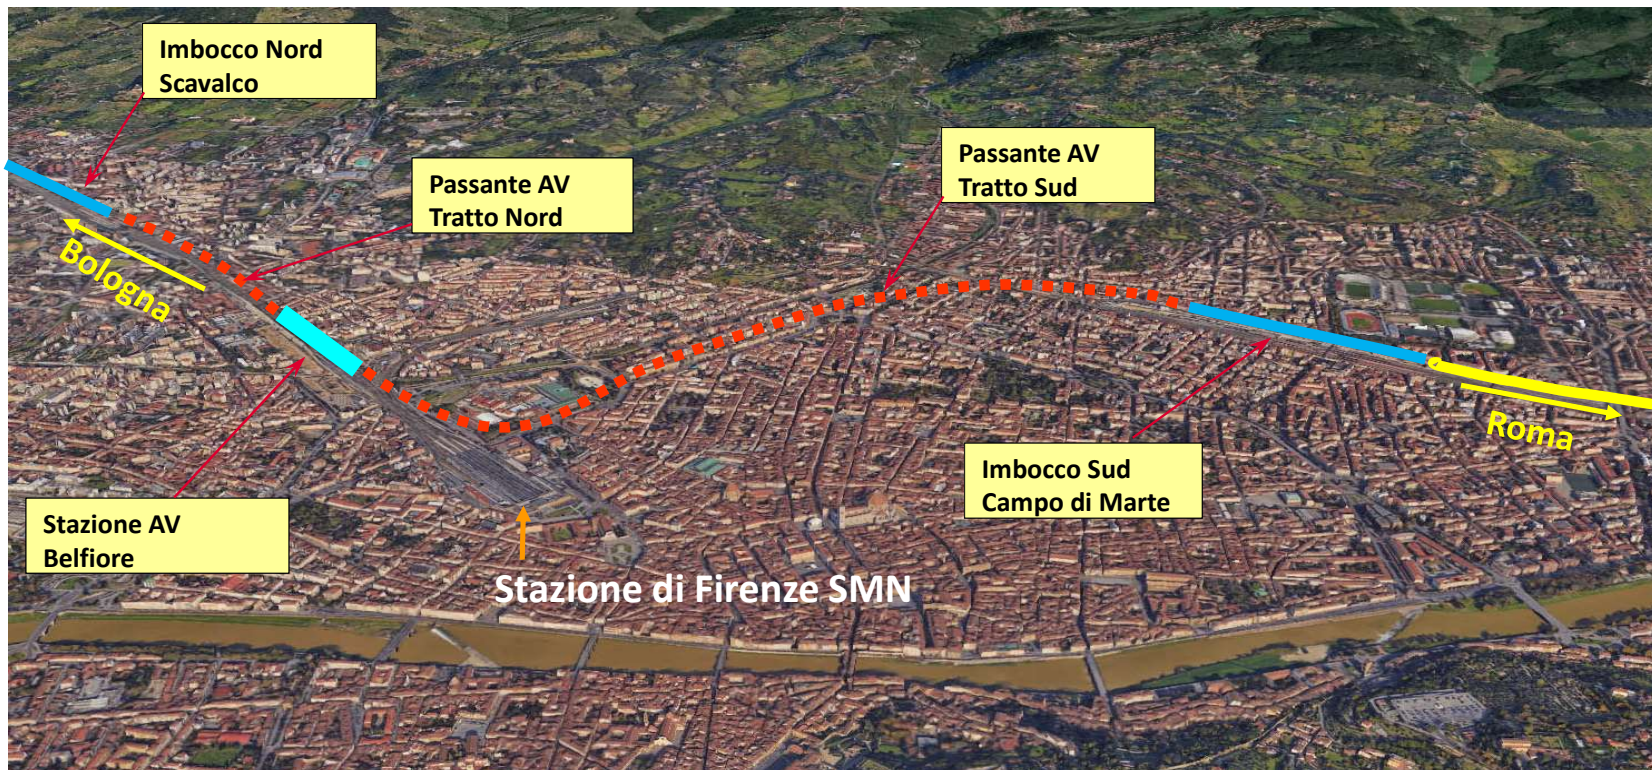 Imbocco Nord
Scavalco
Passante AV
Tratto Nord
Passante AV
Tratto Sud
Bologna
Roma
Imbocco Sud
Campo di Marte
Stazione AV
Belfiore
Stazione di Firenze SMN